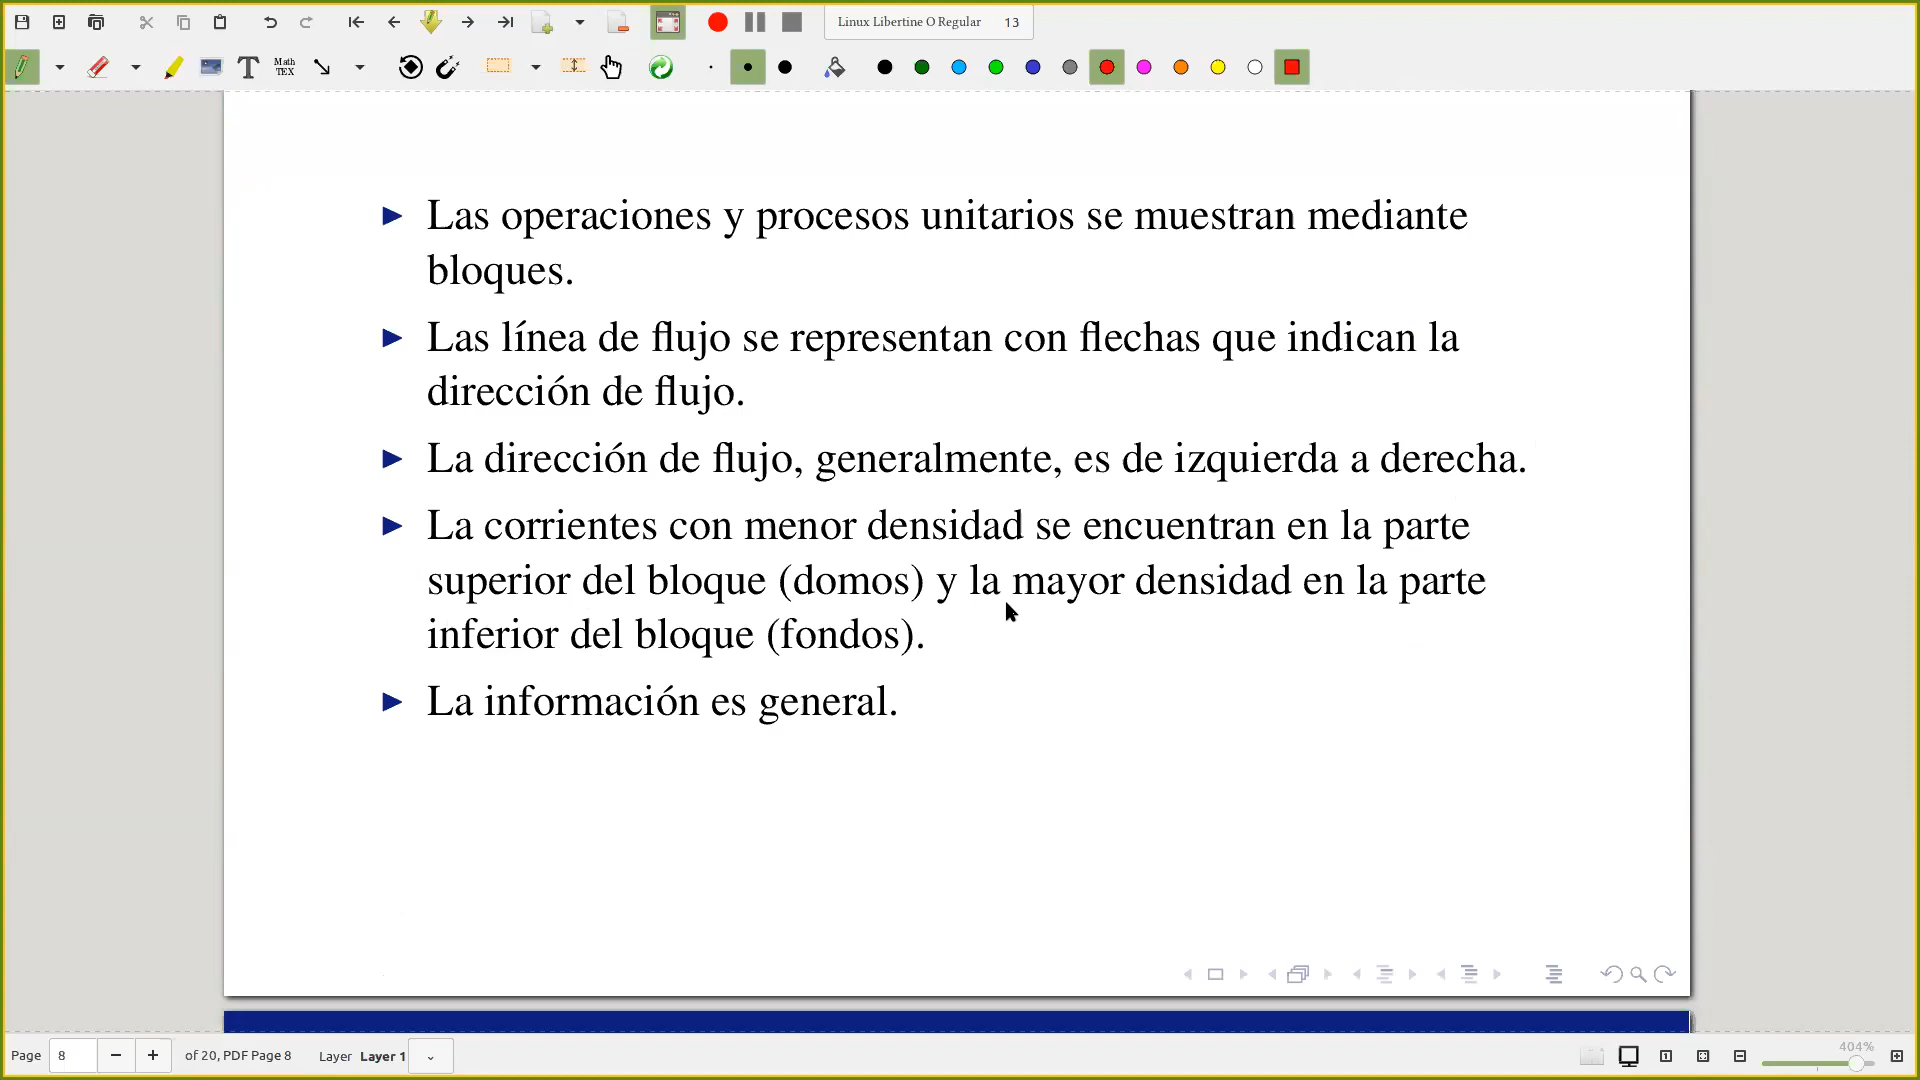 Linux Libertine O Regular 13
Math
TEX
Las operaciones y procesos unitarios se muestran mediante
bloques.
Las línea de flujo se representan con flechas que indican la
dirección de flujo.
La dirección de flujo, generalmente, es de izquierda a derecha.
La corrientes con menor densidad se encuentran en la parte
superior del bloque (domos) y la mayor densidad en la parte
inferior del bloque (fondos).
La información es general.
Page 8 of 20, PDF Page 8 Layer Layer 1 404%